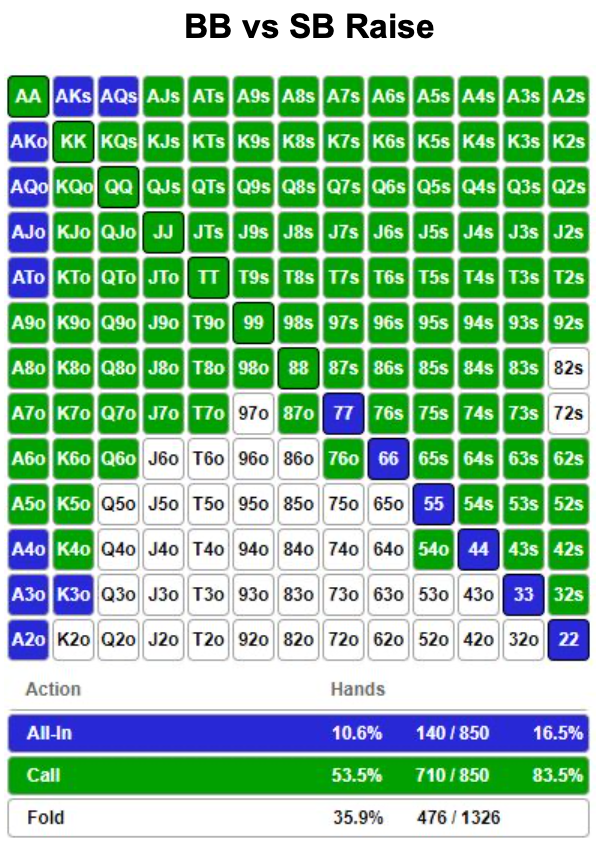 BB vs SB Raise
AA AKs AQs AJs ATs A9s A8s A7s A6s A5s A4s A3s A2s
AKo KK KQs KJs KTs K9s K8s K7s K6s K5s K4s K3s K2s
AQo KQo QQ QJs QTs Q9s Q8s Q7s Q6s Q5s Q4s Q3s Q2s
AJo KJo QJo JJ JTs J9s J8s J7s J6s J5s J4s J3s J2s
ATo KTo QTo JTo TT T9s T8s T7s T6s T5s T4s T3s T2s
A9o K9o Q9o J9o T9o 99 98s 97s 96s 95s 94s 93s 92s
A8o K8o Q8o J8o T8o 98o 88 87s 86s 85s 84s 83s 82s
A7o K7o Q7o J7o T7o 97o 87o 77 76s 75s 74s 73s 72s
A6o K6o Q6o J6o T6o 96o 86o 76o 66 65s 64s 63s 62s
A5o K5o Q5o J5o T5o 95o 85o 75o 65o 55 54s 53s 52s
A4o K4o Q4o J4o T4o 94o 84o 74o 64o 54o 44 43s 42s
A3o K3o Q3o J3o T3o 93o 83o 73o 63o 53o 43o 33 32s
A2o K2o Q2o J2o T2o 92o 82o 72o 62o 52o 42o 32o 22
Action Hands
All-In 10.6% 140 / 850 16.5%
Call 53.5% 710 / 850 83.5%
Fold 35.9% 476 / 1326